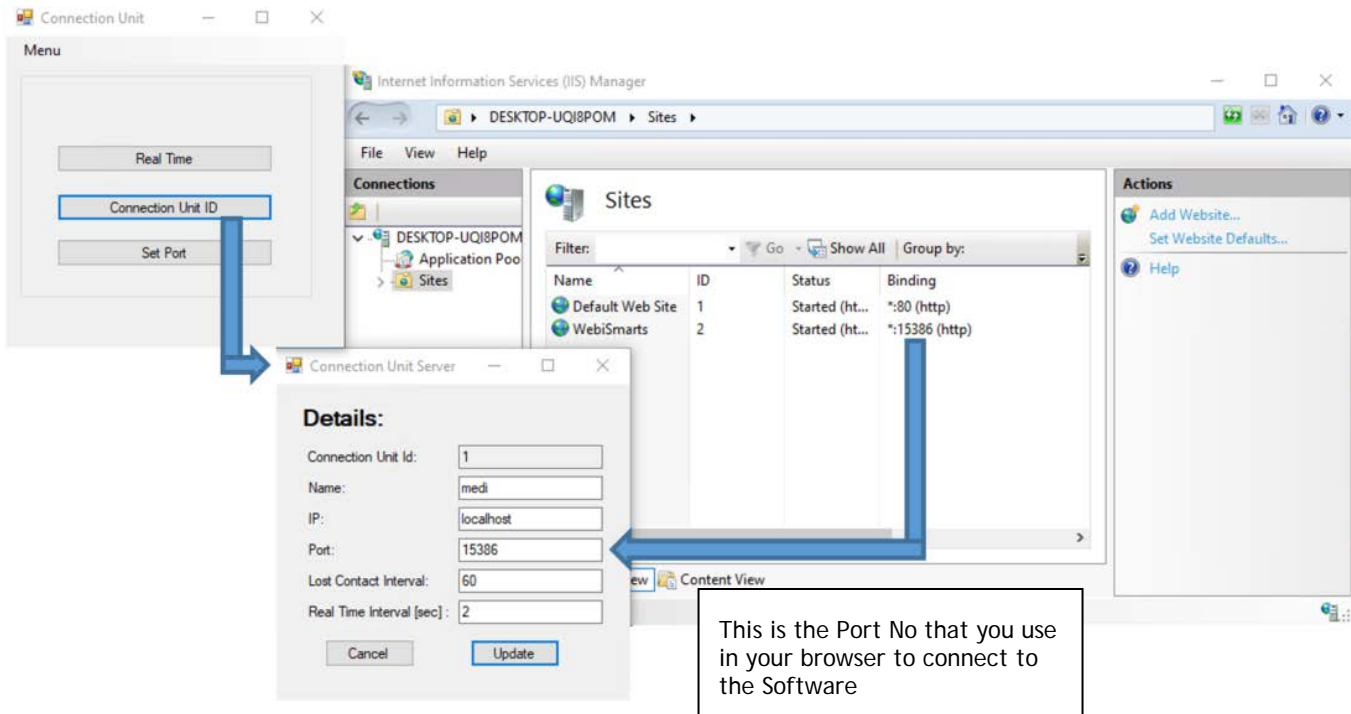 Connection Unit
Menu
Real Time
Connection Unit ID
Set Port
Internet Information Services (IIS) Manager
DESKTOP-UQI8POM Sites
File View Help
Connections
DESKTOP-UQI8POM
Application Poo
Sites
Sites
Filter: Go Show All Group by:
Name ID Status Binding
Default Web Site 1 Started (ht... *:80 (http)
WebiSmarts 2 Started (ht... *:15386 (http)
ew Content View
Actions
Add Website...
Set Website Defaults...
Help
Connection Unit Server
Details:
Connection Unit Id: 1
Name: medi
IP: localhost
Port: 15386
Lost Contact Interval: 60
Real Time Interval [sec] : 2
Cancel Update
This is the Port No that you use
in your browser to connect to
the Software